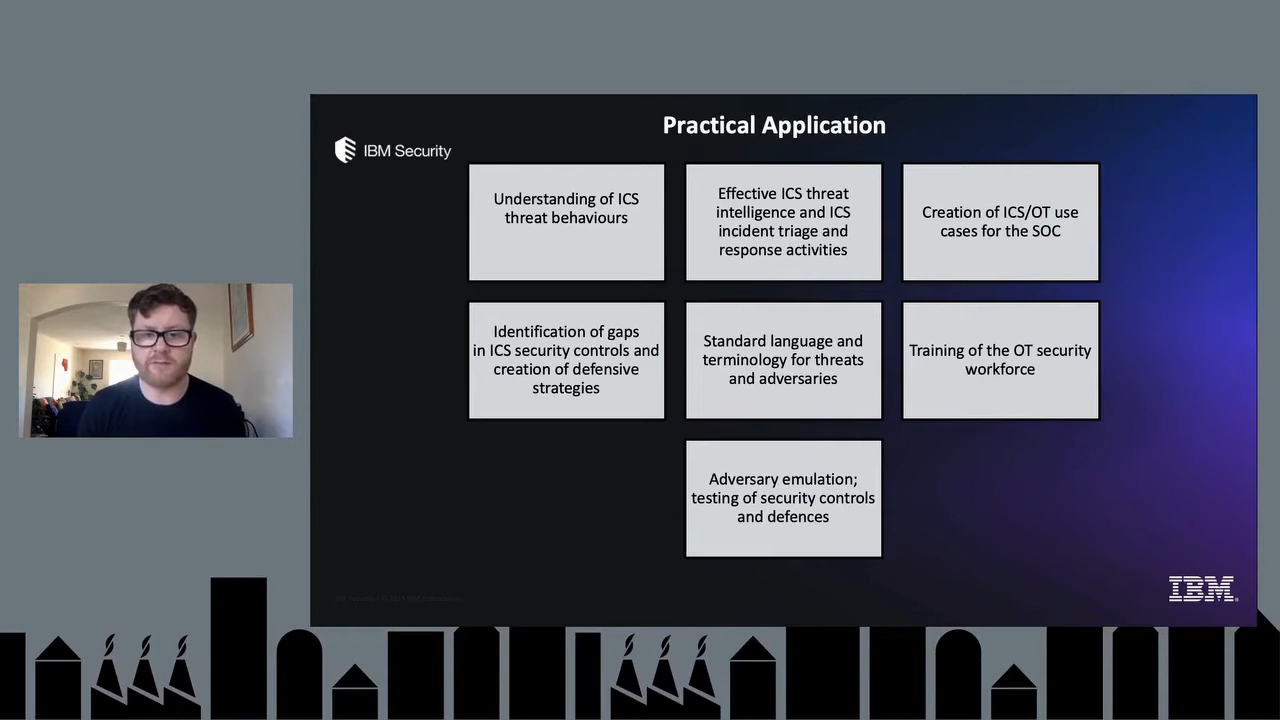 Practical Application
IBM Security
Understanding of ICS
threat behaviours
Effective ICS threat
intelligence and ICS
incident triage and
response activities
Creation of ICS/OT use
cases for the SOC
Identification of gaps
in ICS security controls and
creation of defensive
strategies
Standard language and
terminology for threats
and adversaries
Training of the OT security
workforce
Adversary emulation;
testing of security controls
and defences
IBM